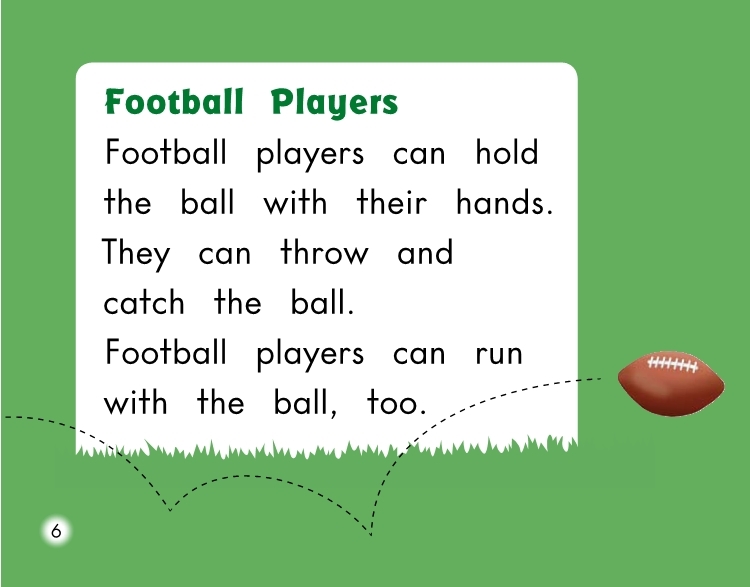 Football Players
Football players can hold
the ball with their hands.
They can throw and
catch the ball.
Football players can run
with the ball, too.
6